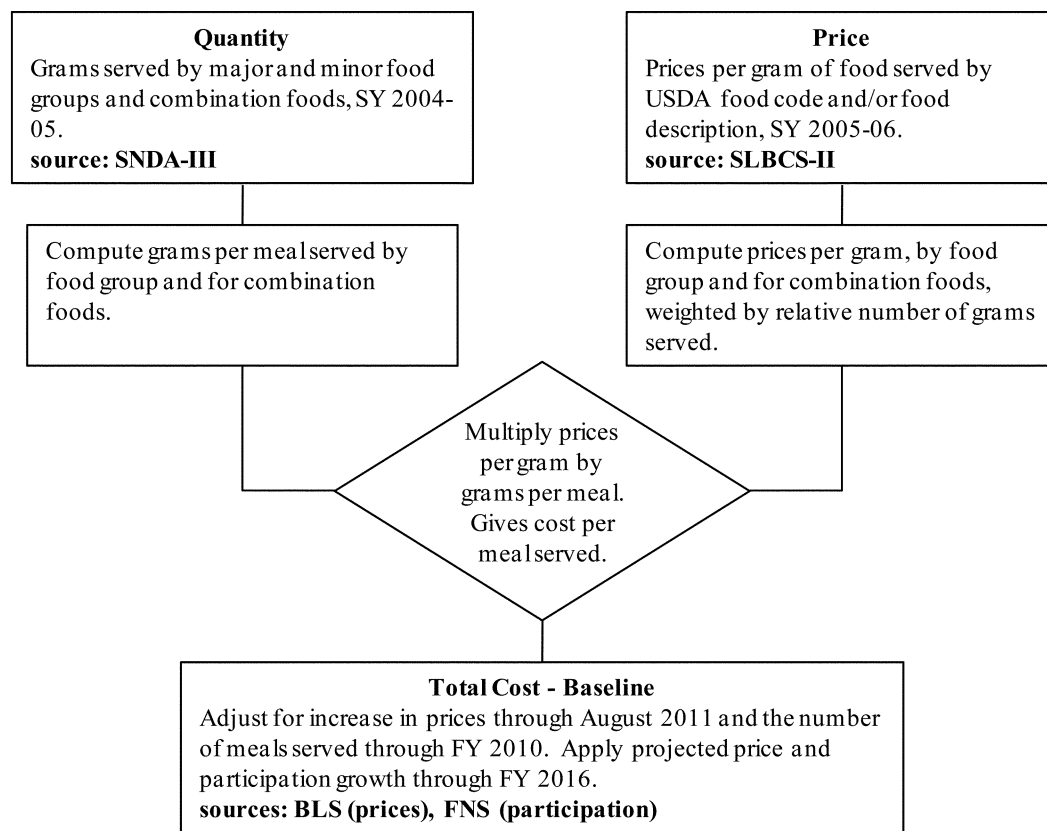 Quantity
Grams served by major and minor food
groups and combination foods, SY 2004-
05.
source: SNDA-III
Price
Prices per gram of food served by
USDA food code and/or food
description, SY 2005-06.
source: SLBCS-II
Compute grams per meal served by
food group and for combination
foods.
Compute prices per gram, by food
group and for combination foods,
weighted by relative number of grams
served.
Multiply prices
per gram by
grams per meal.
Gives cost per
meal served.
Total Cost - Baseline
Adjust for increase in prices through August 2011 and the number
of meals served through FY 2010. Apply projected price and
participation growth through FY 2016.
sources: BLS (prices), FNS (participation)